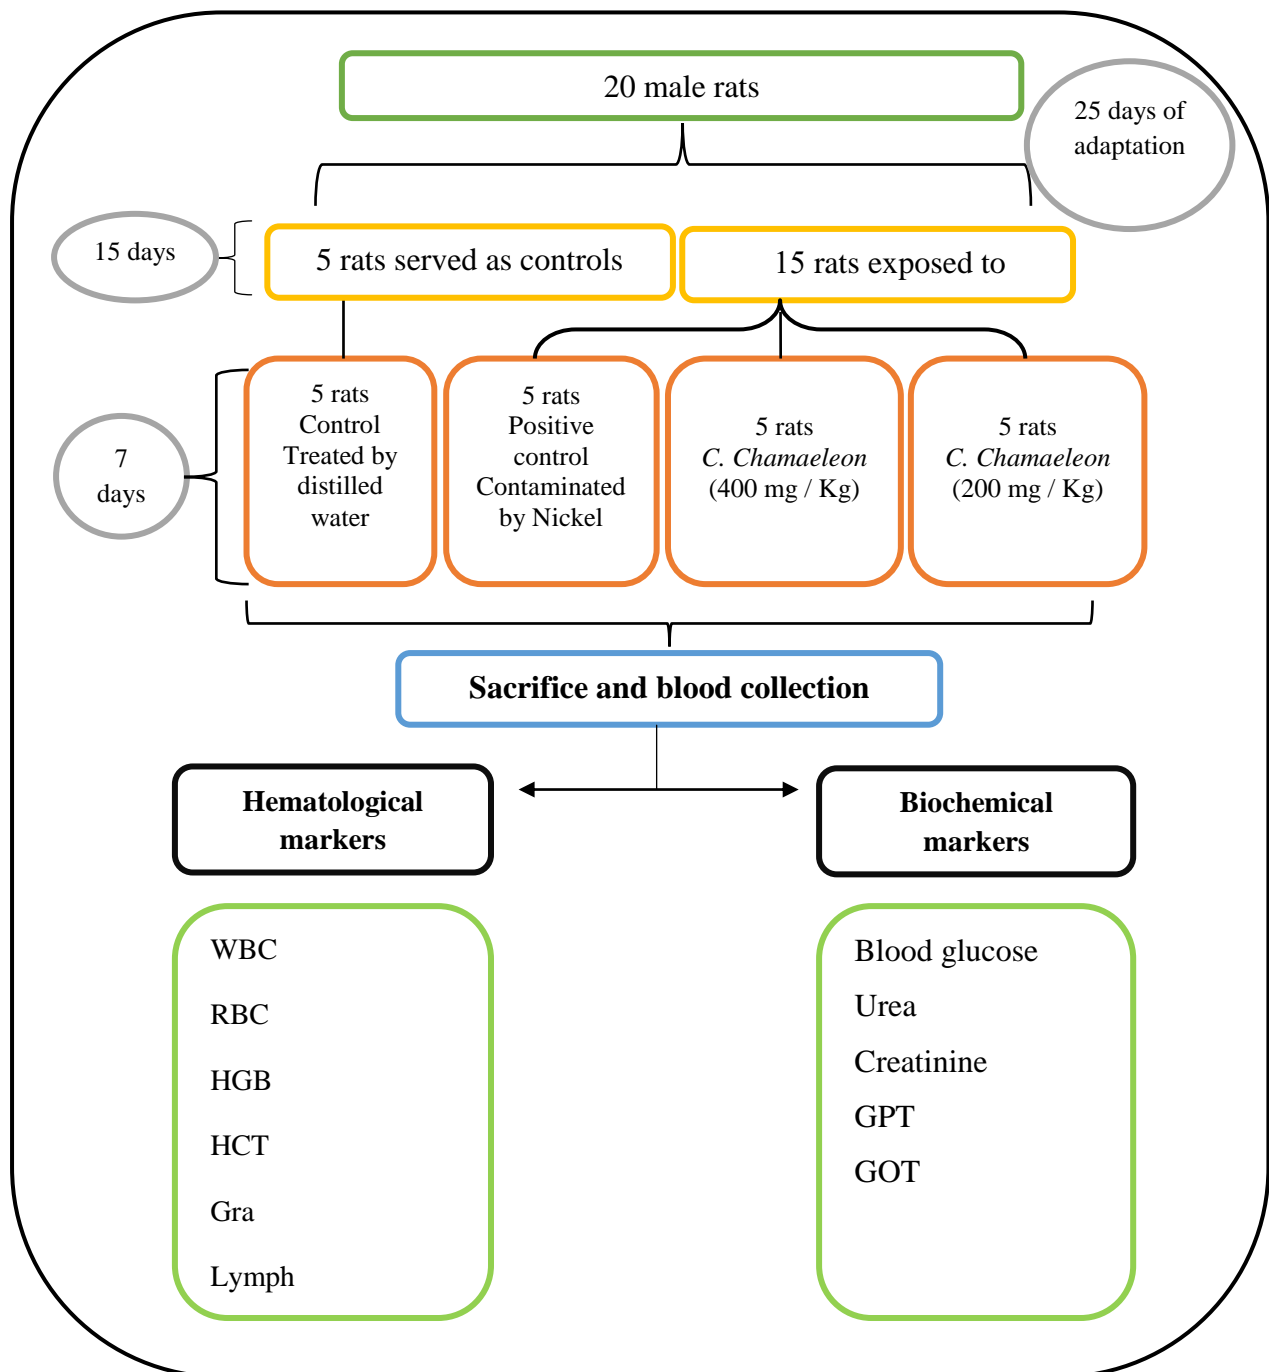 20 male rats
25 days of
adaptation
15 days
5 rats served as controls
15 rats exposed to
7
days
5 rats
Control
Treated by
distilled
water
5 rats
Positive
control
Contaminated
by Nickel
5 rats
C. Chamaeleon
(400 mg / Kg)
5 rats
C. Chamaeleon
(200 mg / Kg)
Sacrifice and blood collection
Hematological
markers
Biochemical
markers
WBC
RBC
HGB
HCT
Gra
Lymph
Blood glucose
Urea
Creatinine
GPT
GOT